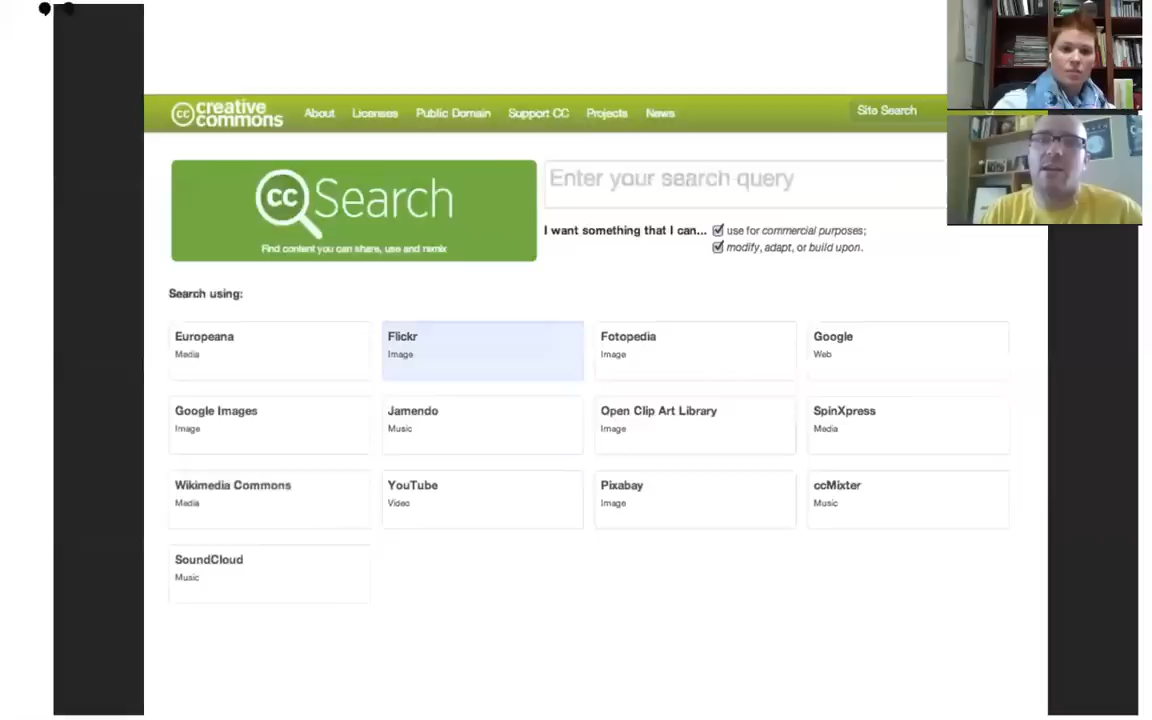 creative commons
About Licenses Public Domain Support CC Projects News
Site Search
cc Search
Find content you can share, use and remix
Enter your search query
I want something that I can... use for commercial purposes;
modify, adapt, or build upon.
Search using:
Europeana
Media
Flickr
Image
Fotopedia
Image
Google
Web
Google Images
Image
Jamendo
Music
Open Clip Art Library
Image
SpinXpress
Media
Wikimedia Commons
Media
YouTube
Video
Pixabay
Image
ccMixter
Music
SoundCloud
Music